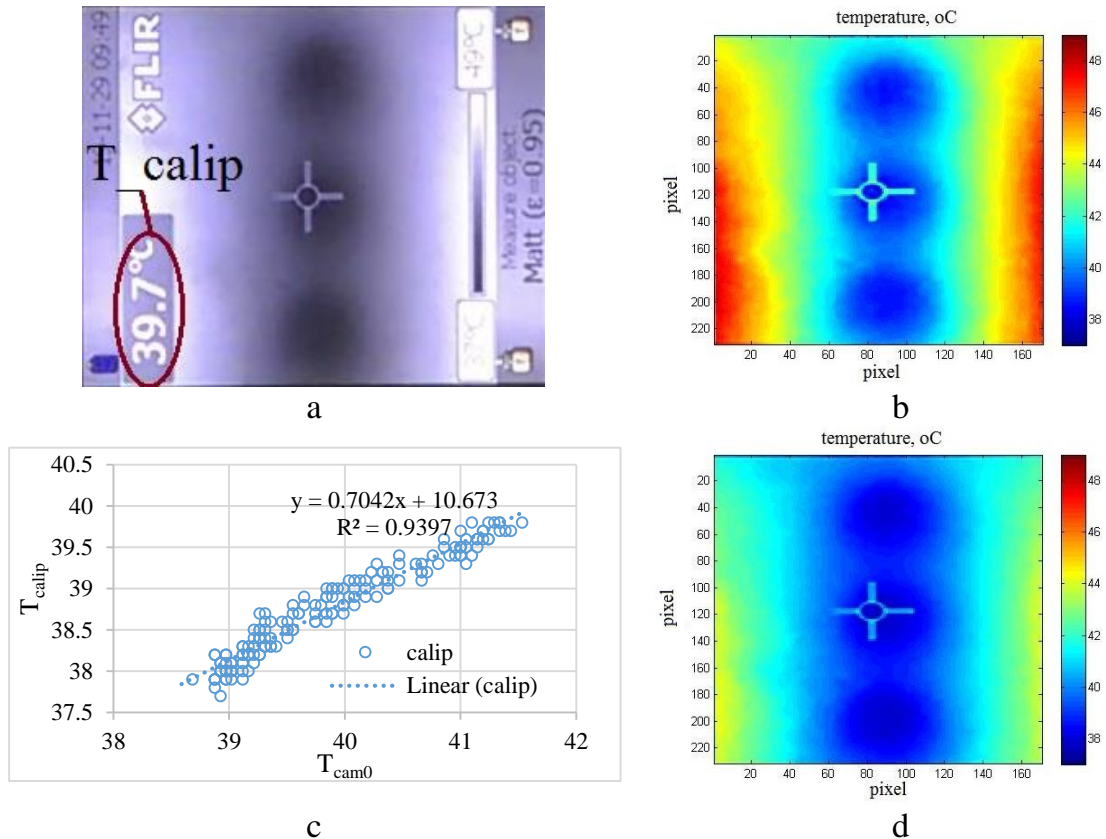 -11-29 09:49
FLIR
T_calip
39.7°C
49°C
37°C
Measure object:
Matt (ε=0.95)
a
temperature, oC
20
40
60
80
100
120
140
160
180
200
220
pixel
20 40 60 80 100 120 140 160
pixel
48
46
44
42
40
38
b
40.5
40
39.5
39
38.5
38
37.5
T calip
y = 0.7042x + 10.673
R² = 0.9397
calip
Linear (calip)
38 39 40 41 42
T cam0
c
temperature, oC
20
40
60
80
100
120
140
160
180
200
220
pixel
20 40 60 80 100 120 140 160
pixel
48
46
44
42
40
38
d